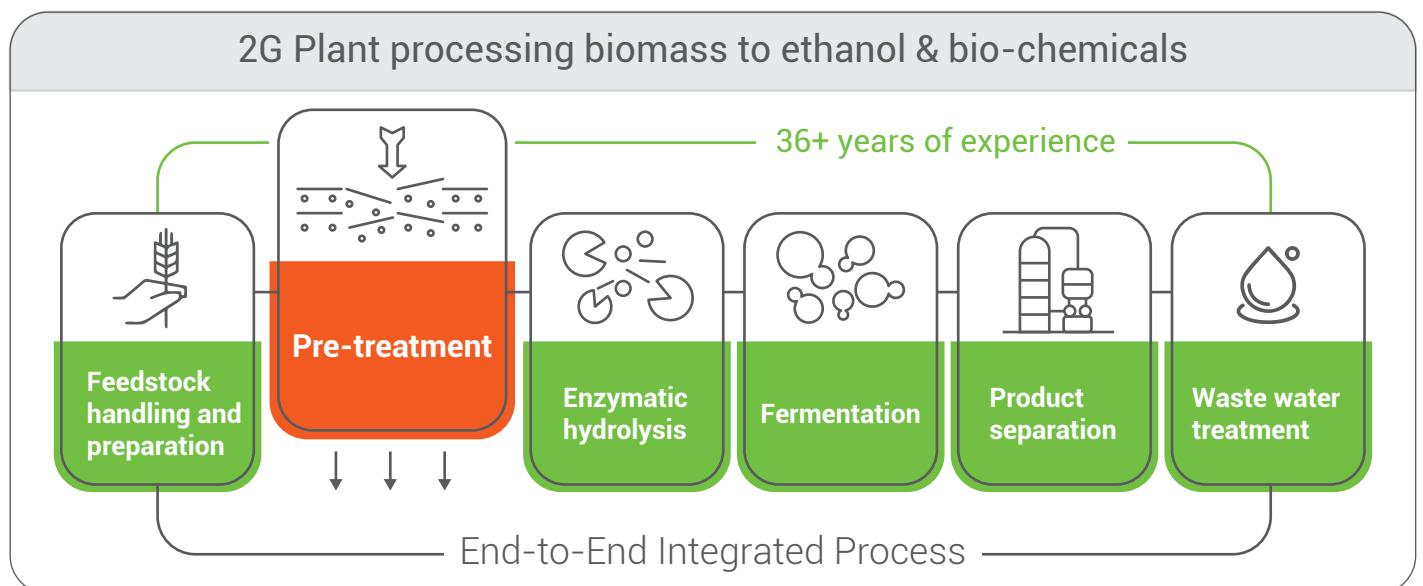 2G Plant processing biomass to ethanol & bio-chemicals
36+ years of experience
Feedstock
handling and
preparation
Pre-treatment
Enzymatic
hydrolysis
Fermentation
Product
separation
Waste water
treatment
End-to-End Integrated Process